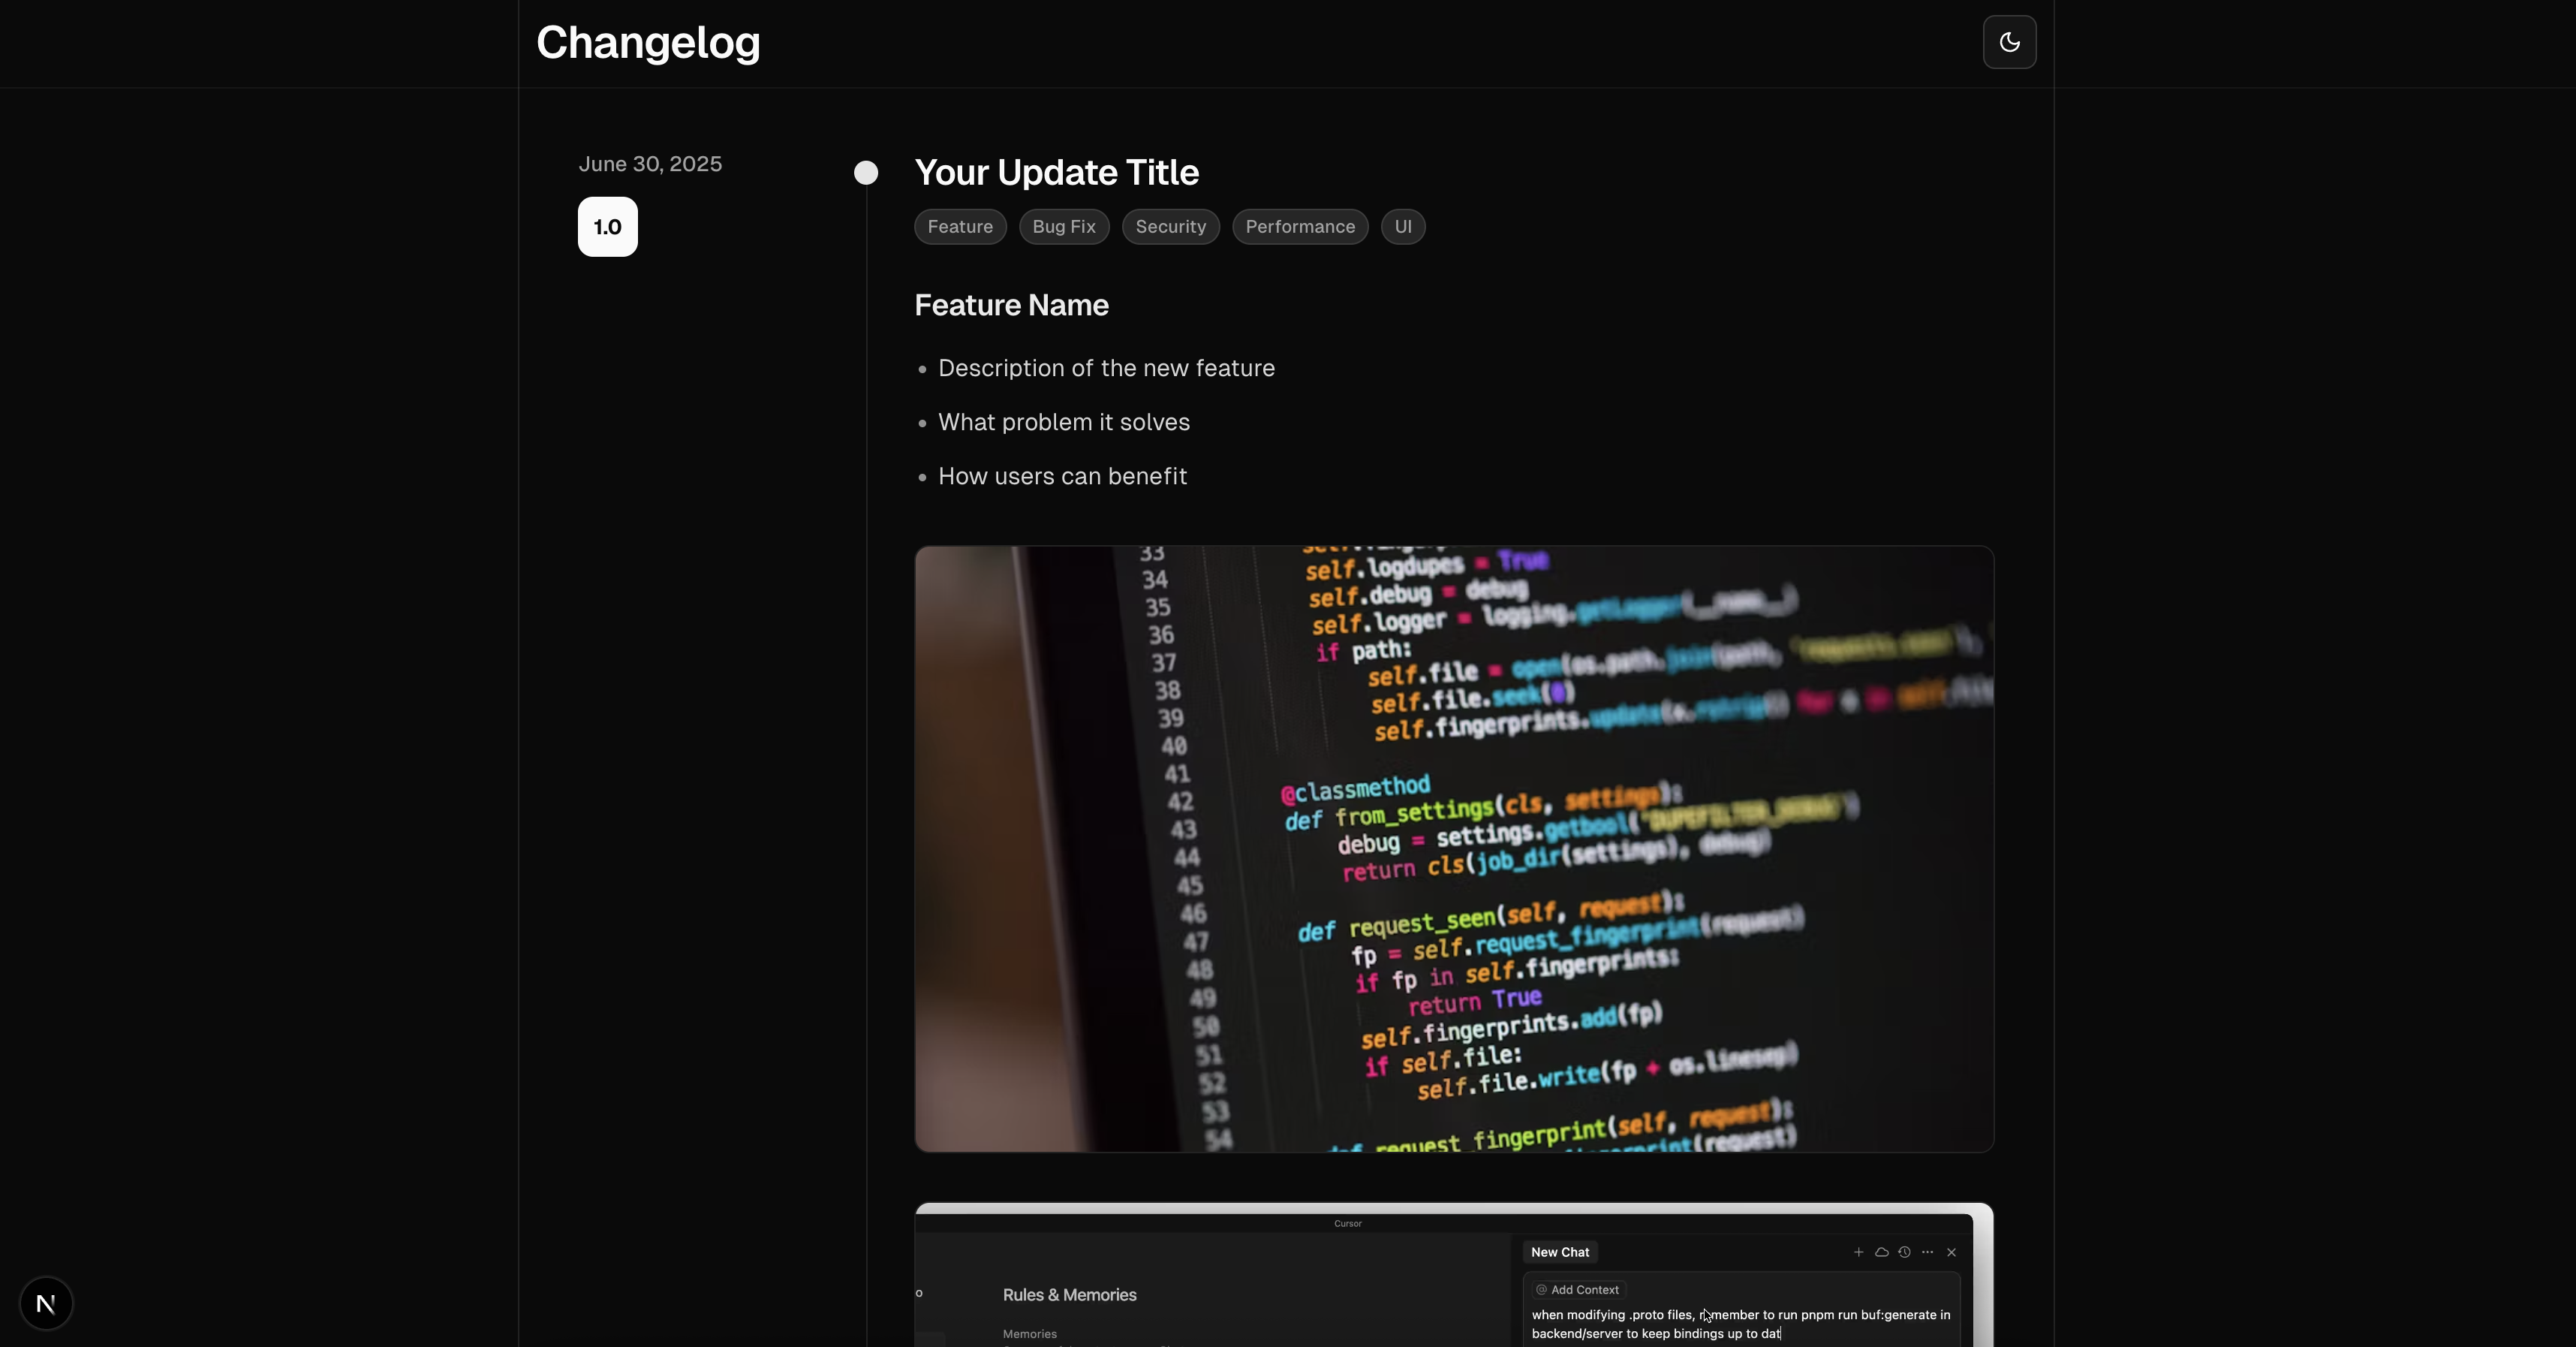 Changelog
June 30, 2025
1.0
Your Update Title
Feature Bug Fix Security Performance UI
Feature Name
• Description of the new feature
• What problem it solves
• How users can benefit
33
34 self.logdupes = True
35 self.debug = debug
36 self.logger = logging.getLogger(__name__)
37 if path:
38 self.file = open(os.path.join(path,
39 self.file.seek(0)
40 self.fingerprints.update(
41
42 @classmethod
43 def from_settings(cls, settings):
44 debug = settings.getbool(
45 return cls(job_dir(settings), debug)
46
47 def request_seen(self, request):
48 fp = self.request_fingerprint(request)
49 if fp in self.fingerprints:
50 return True
51 self.fingerprints.add(fp)
52 if self.file:
53 self.file.write(fp + os.linesep)
54
def request_fingerprint(self, request):
Cursor
New Chat
@ Add Context
Rules & Memories
when modifying .proto files, remember to run pnpm run buf:generate in
Memories
backend/server to keep bindings up to dat
N